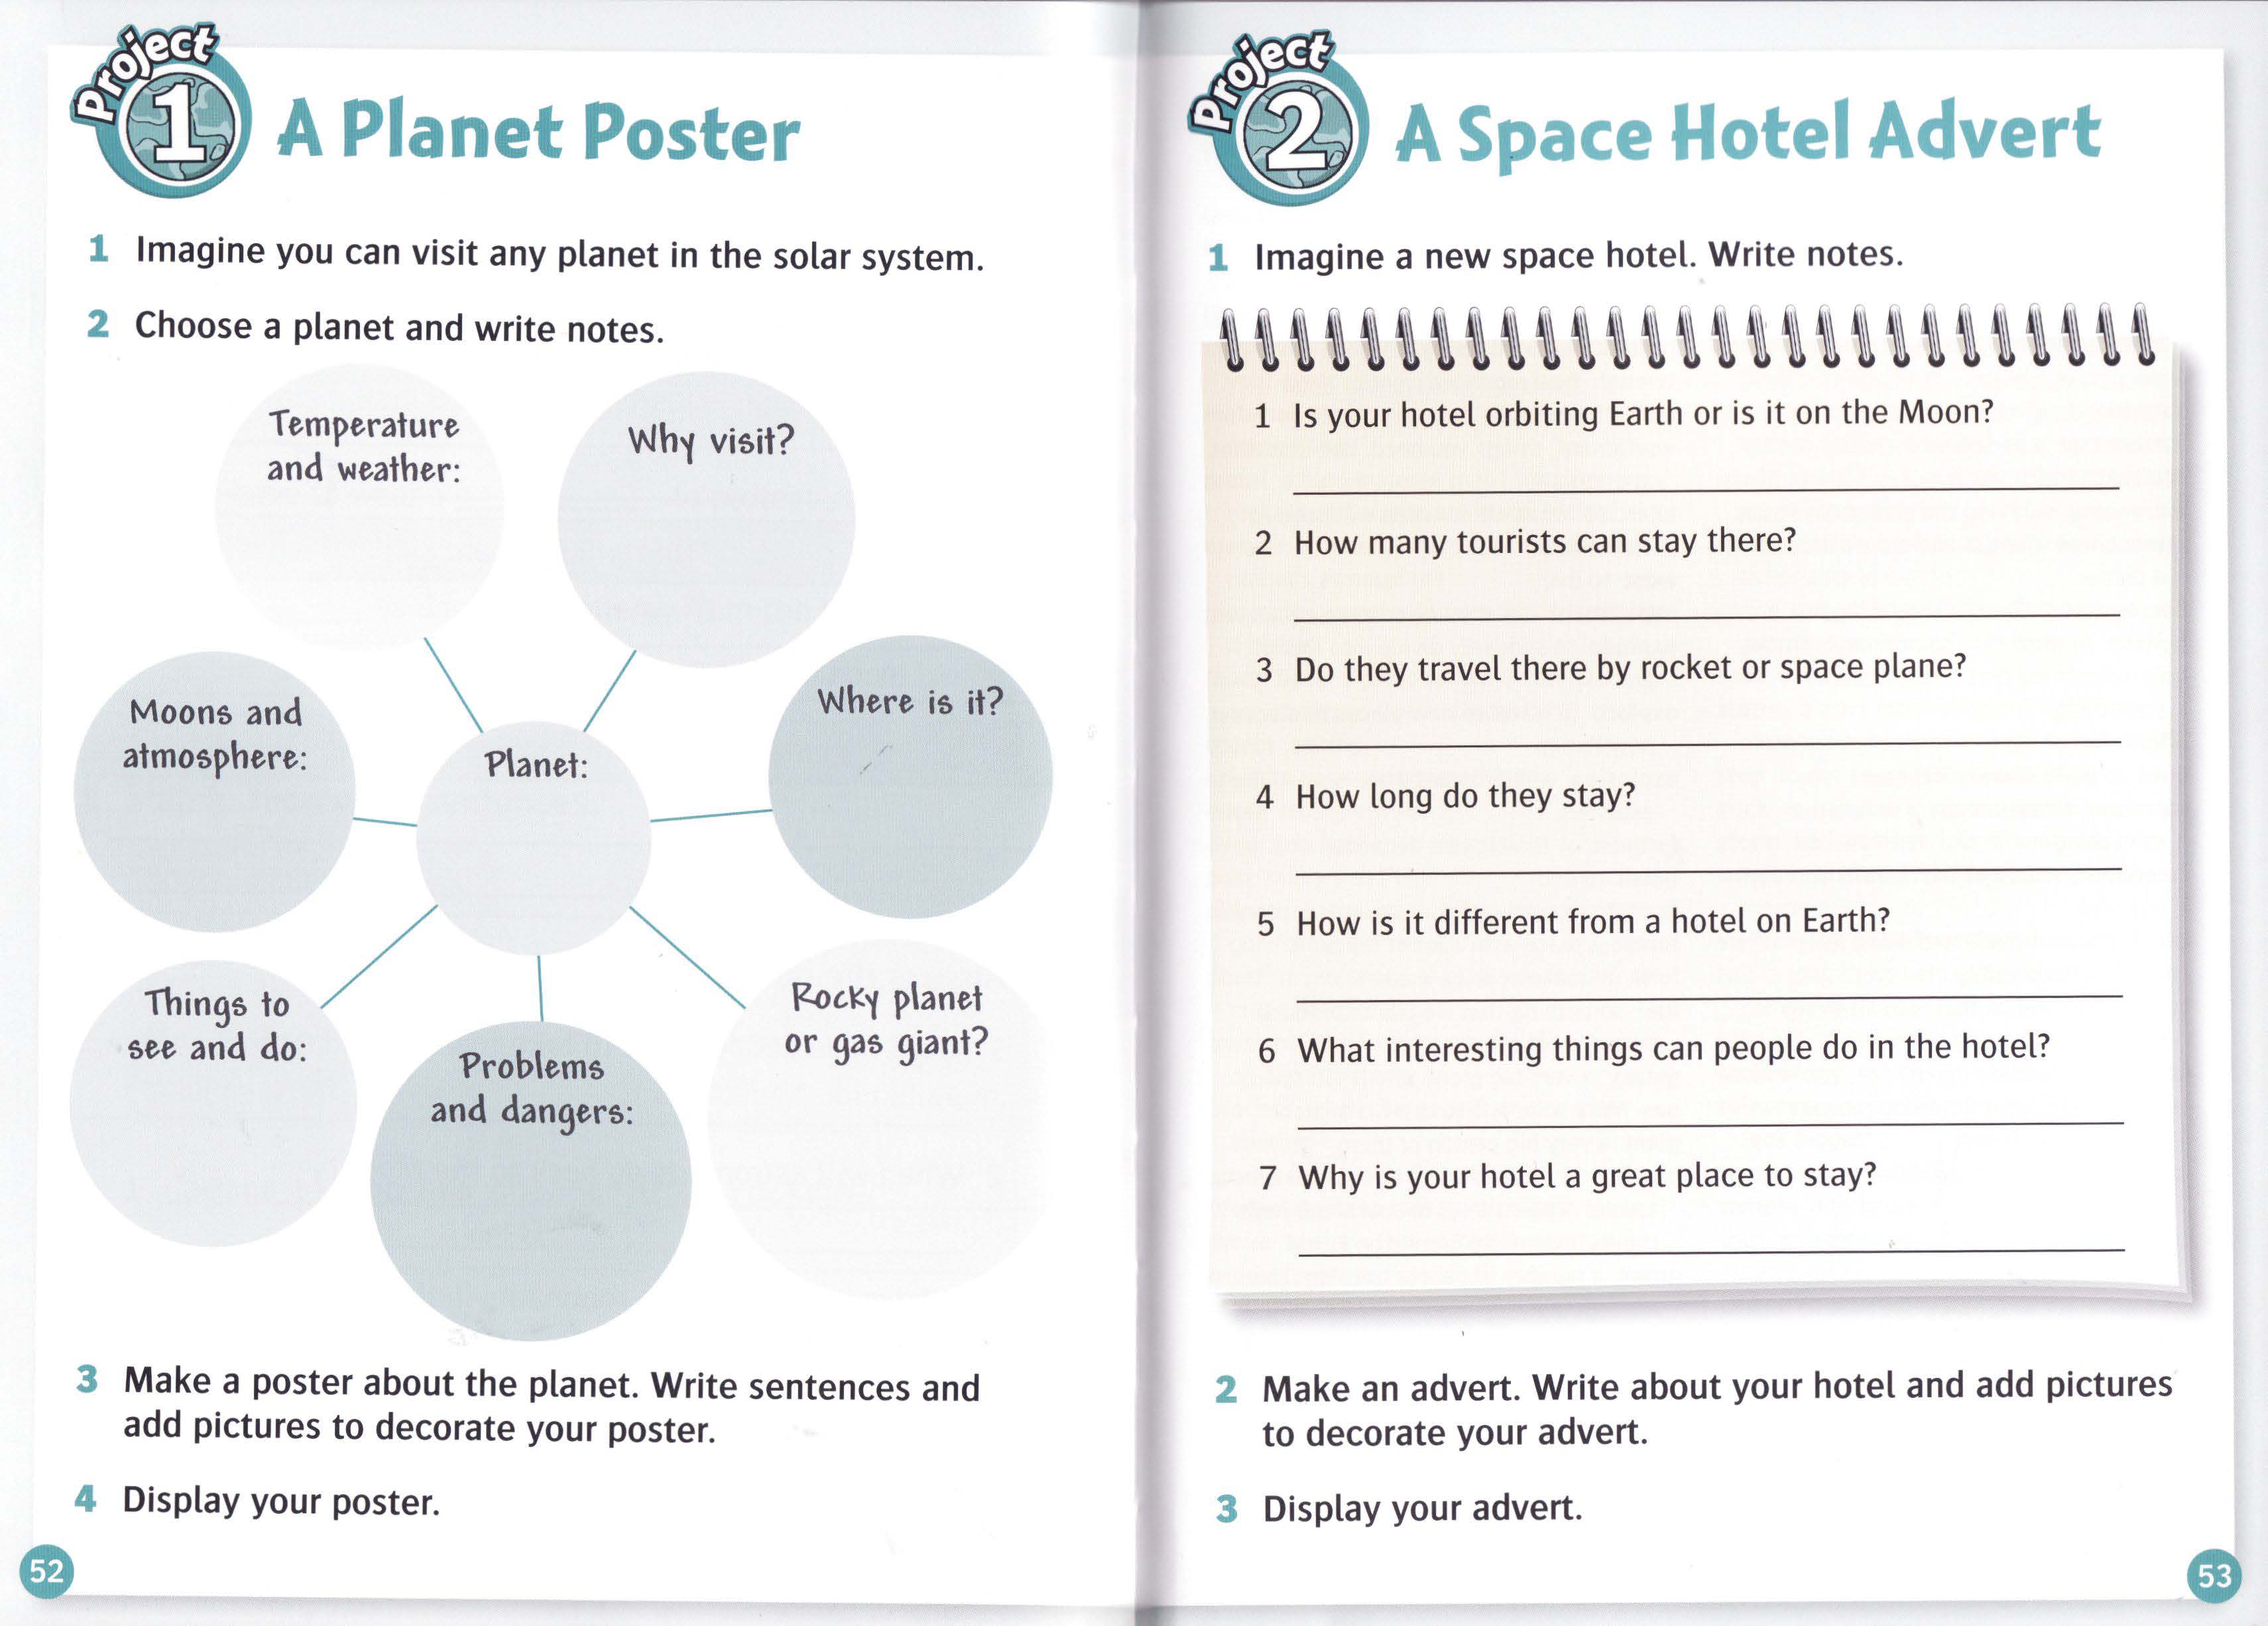 Project
1
A Planet Poster
1 Imagine you can visit any planet in the solar system.
2 Choose a planet and write notes.
Temperature
and weather:
Why visit?
Moons and
atmosphere:
Planet:
Where is it?
Things to
see and do:
Problems
and dangers:
Rocky planet
or gas giant?
3 Make a poster about the planet. Write sentences and
add pictures to decorate your poster.
4 Display your poster.
52
Project
2
A Space Hotel Advert
1 Imagine a new space hotel. Write notes.
1 Is your hotel orbiting Earth or is it on the Moon?
2 How many tourists can stay there?
3 Do they travel there by rocket or space plane?
4 How long do they stay?
5 How is it different from a hotel on Earth?
6 What interesting things can people do in the hotel?
7 Why is your hotel a great place to stay?
2 Make an advert. Write about your hotel and add pictures
to decorate your advert.
3 Display your advert.
53